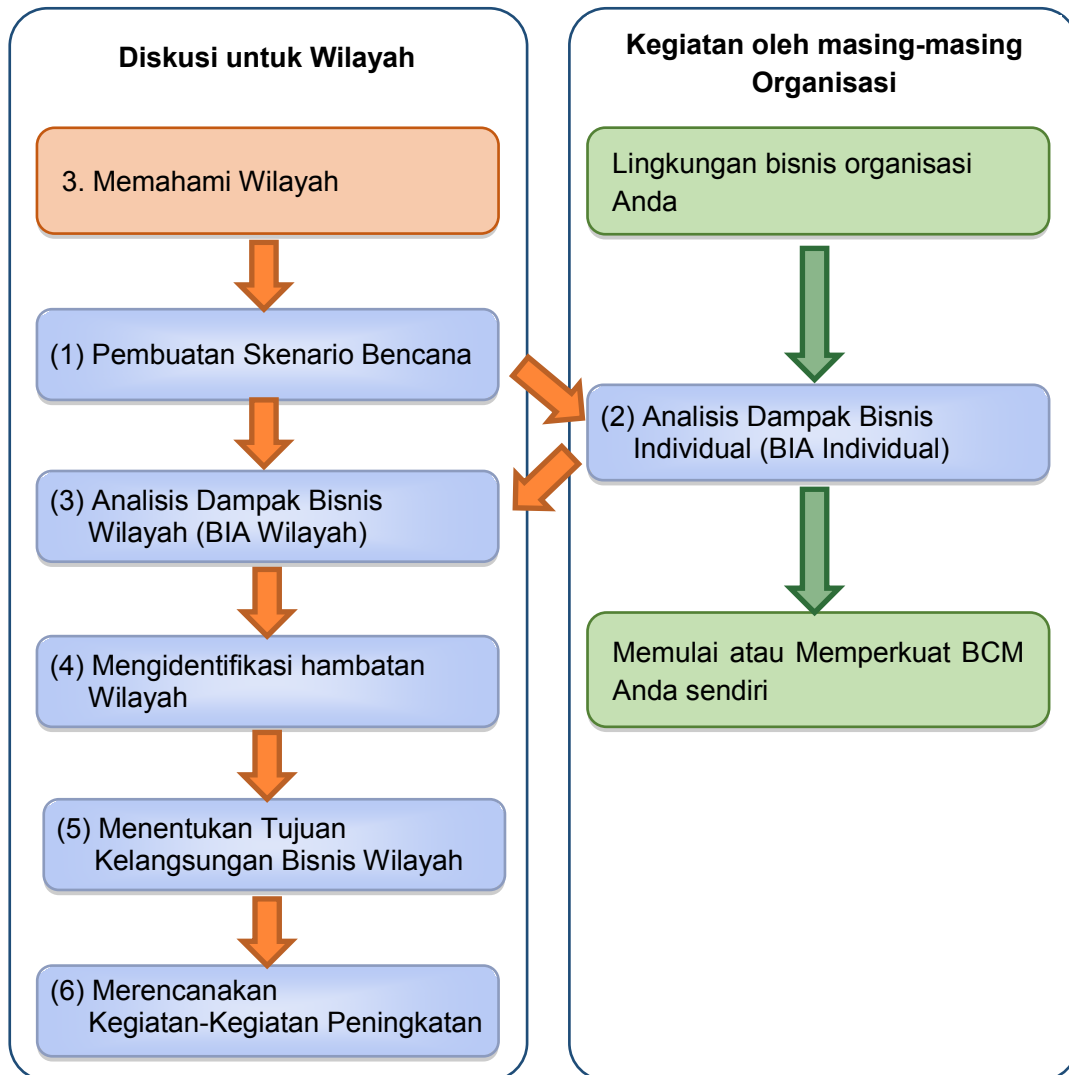 Diskusi untuk Wilayah
3. Memahami Wilayah
(1) Pembuatan Skenario Bencana
(3) Analisis Dampak Bisnis
Wilayah (BIA Wilayah)
(4) Mengidentifikasi hambatan
Wilayah
(5) Menentukan Tujuan
Kelangsungan Bisnis Wilayah
(6) Merencanakan
Kegiatan-Kegiatan Peningkatan
Kegiatan oleh masing-masing
Organisasi
Lingkungan bisnis organisasi
Anda
(2) Analisis Dampak Bisnis
Individual (BIA Individual)
Memulai atau Memperkuat BCM
Anda sendiri